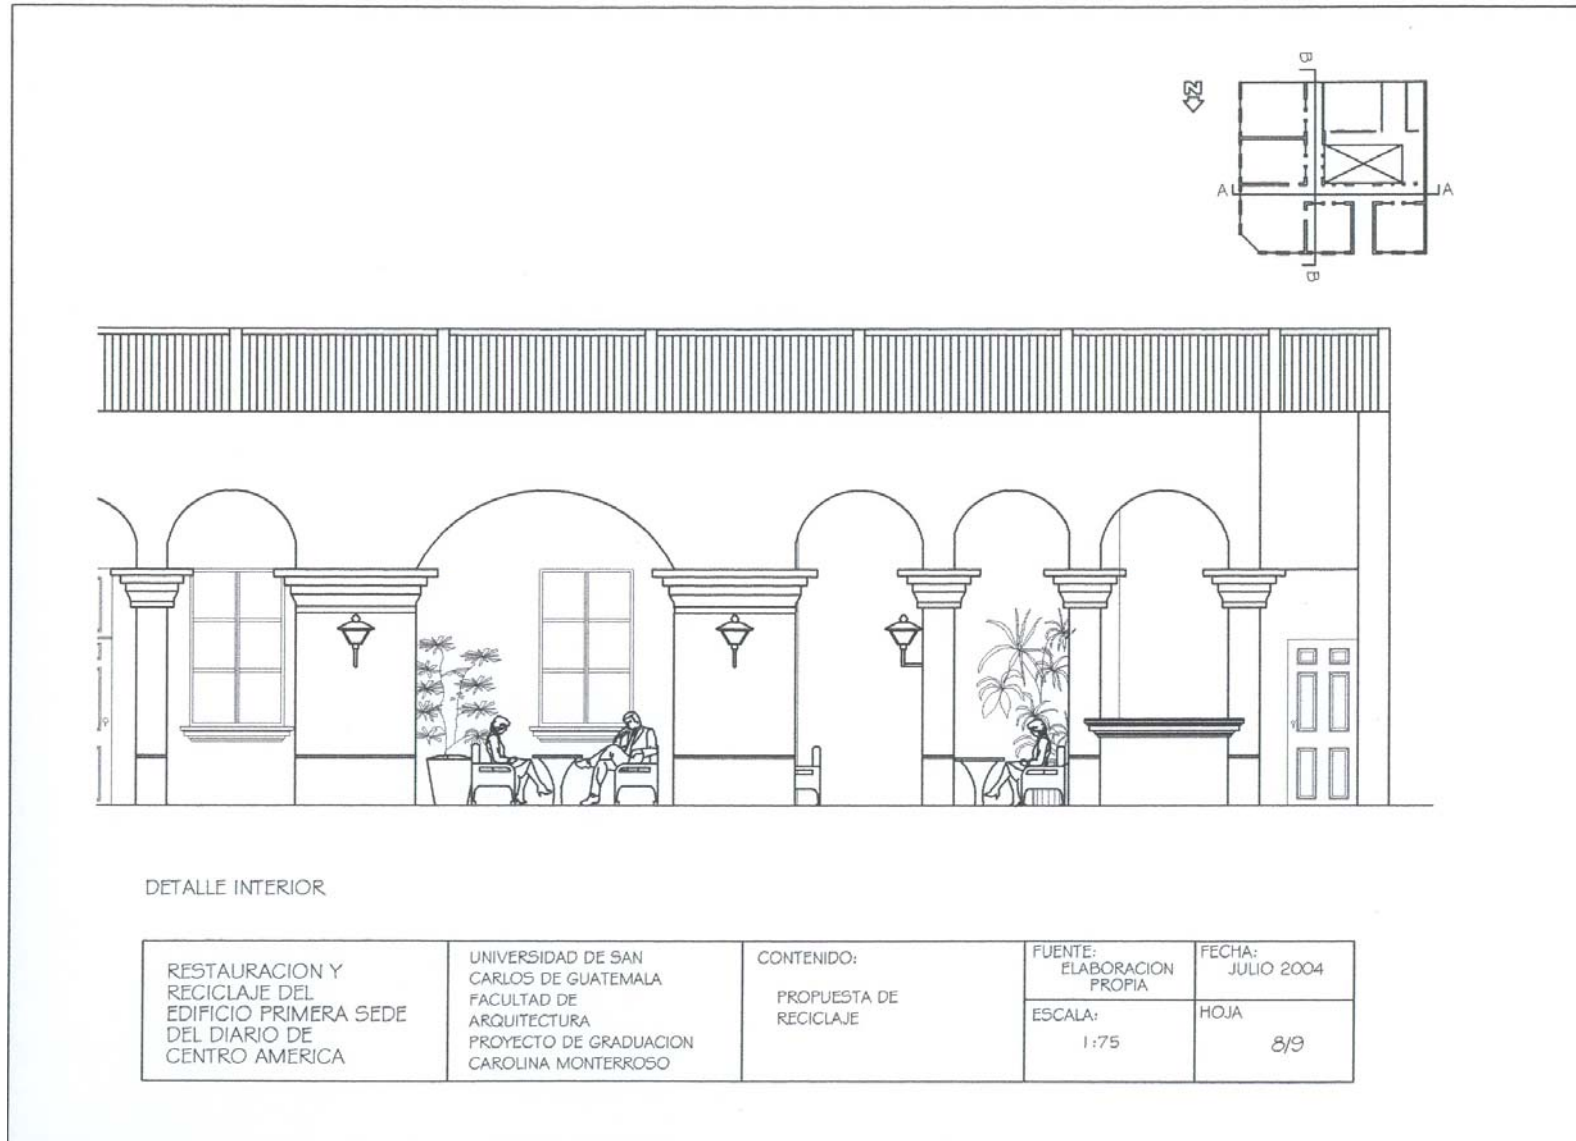 B
N
A
A
B
DETALLE INTERIOR
RESTAURACION Y
RECICLAJE DEL
EDIFICIO PRIMERA SEDE
DEL DIARIO DE
CENTRO AMERICA
UNIVERSIDAD DE SAN
CARLOS DE GUATEMALA
FACULTAD DE
ARQUITECTURA
PROYECTO DE GRADUACION
CAROLINA MONTERROSO
CONTENIDO:
PROPUESTA DE
RECICLAJE
FUENTE:
ELABORACION
PROPIA
FECHA:
JULIO 2004
ESCALA:
1:75
HOJA
8/9